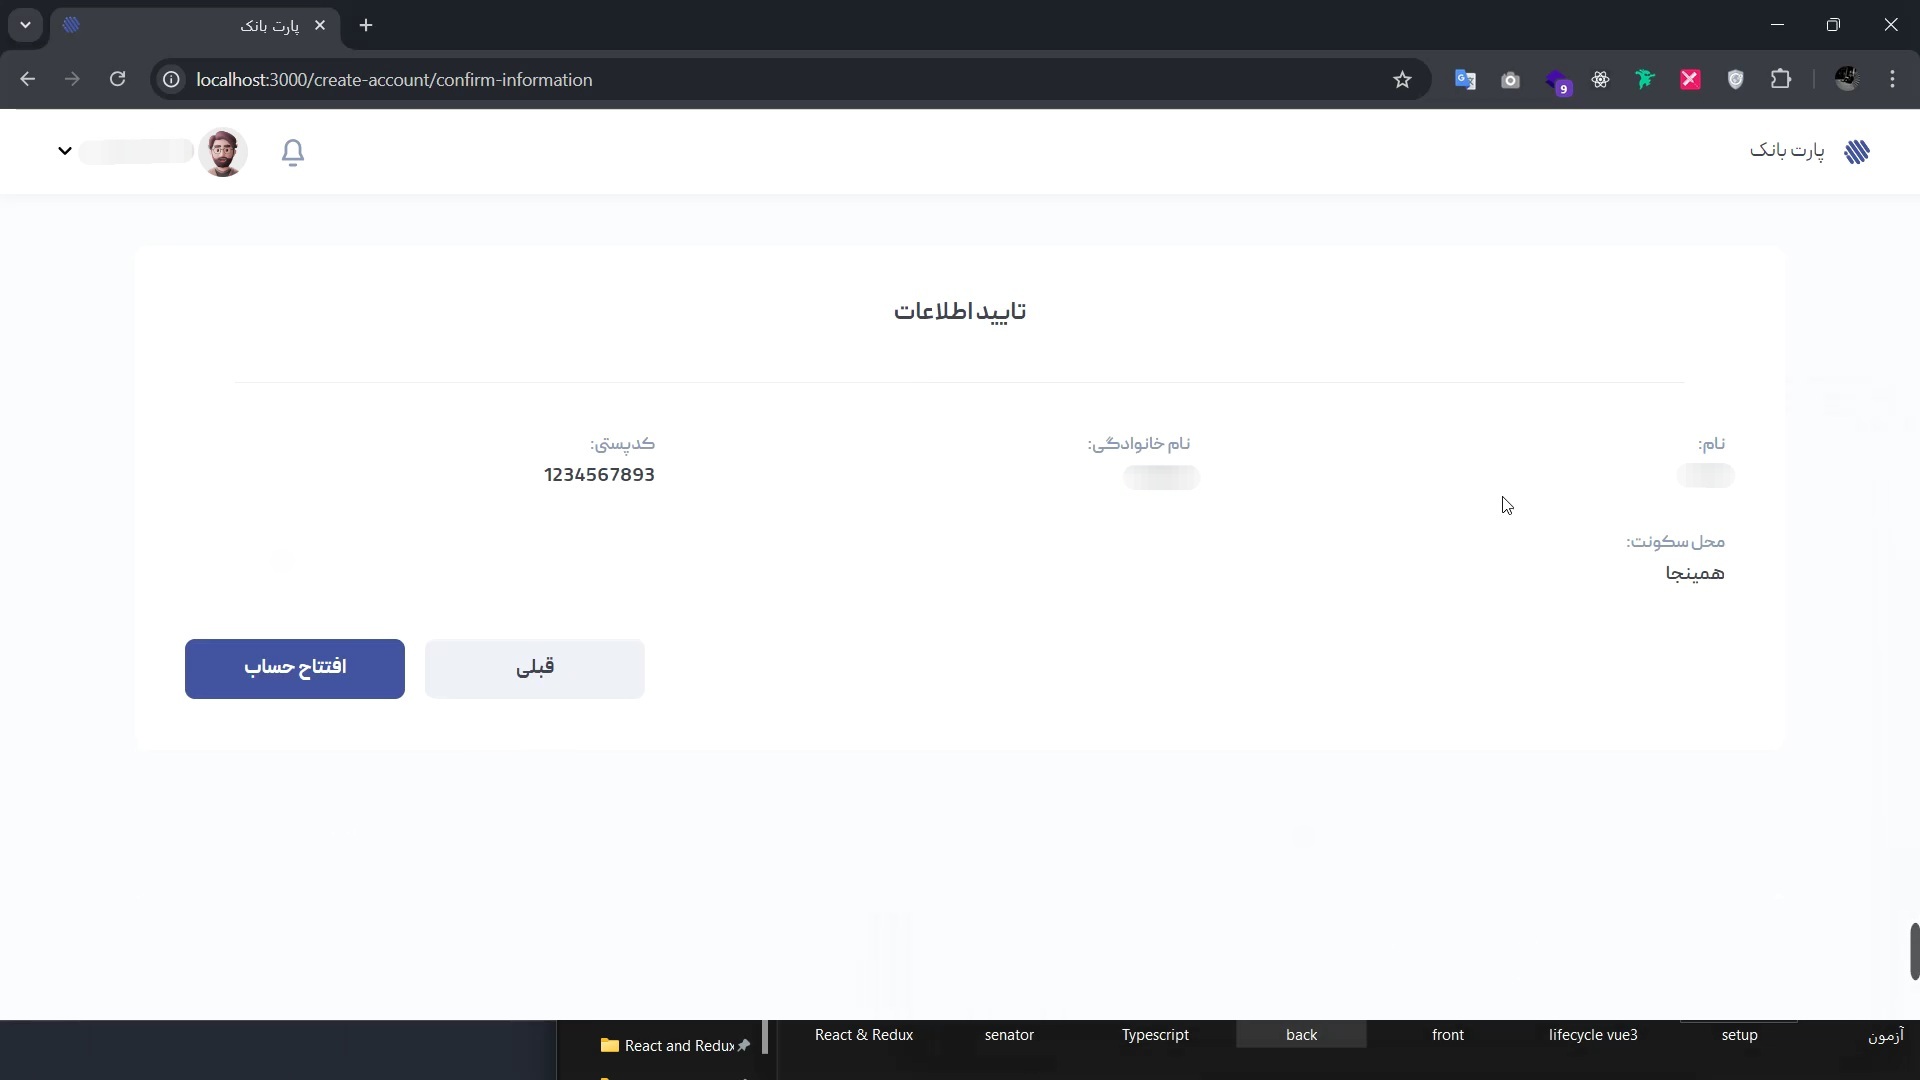 پارت بانک
localhost:3000/create-account/confirm-information
9
پارت بانک
تایید اطلاعات
نام:
نام خانوادگی:
کدپستی:
1234567893
محل سکونت:
همینجا
قبلی
افتتاح حساب
React and Redux
React & Redux
senator
Typescript
back
front
lifecycle vue3
setup
آزمون